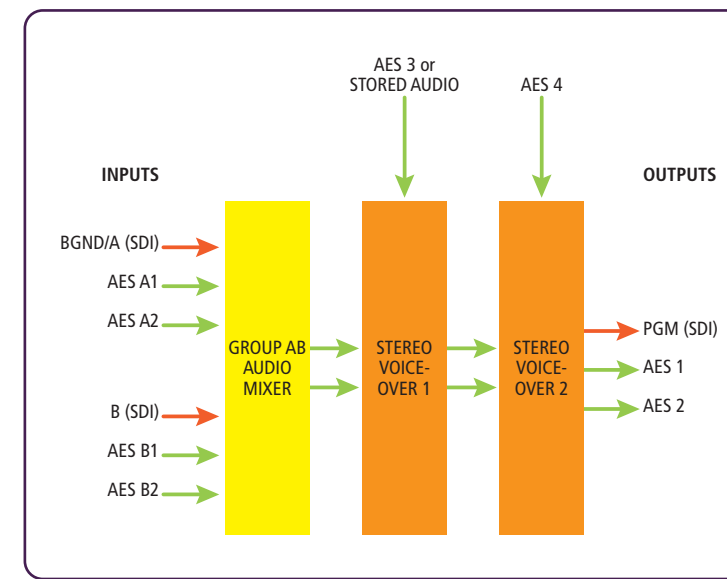 AES 3 or
STORED AUDIO
AES 4
INPUTS
OUTPUTS
BGND/A (SDI)
AES A1
AES A2
B (SDI)
AES B1
AES B2
GROUP AB
AUDIO
MIXER
STEREO
VOICE-
OVER 1
STEREO
VOICE-
OVER 2
PGM (SDI)
AES 1
AES 2